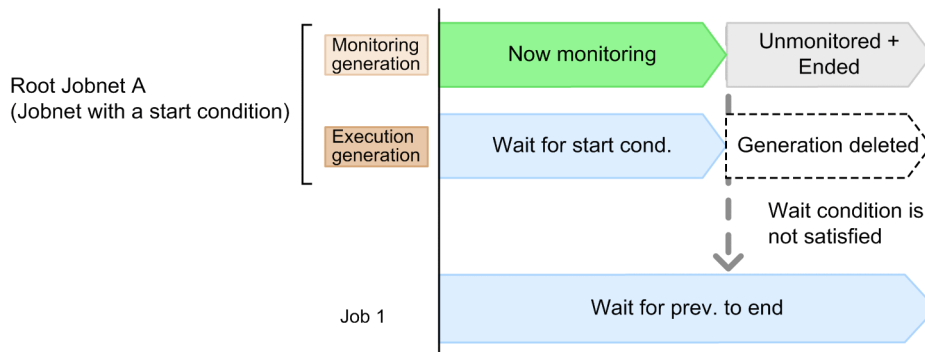 Monitoring
generation
Now monitoring
Unmonitored +
Ended
Root Jobnet A
(Jobnet with a start condition)
Execution
generation
Wait for start cond.
Generation deleted
Wait condition is
not satisfied
Wait for prev. to end
Job 1